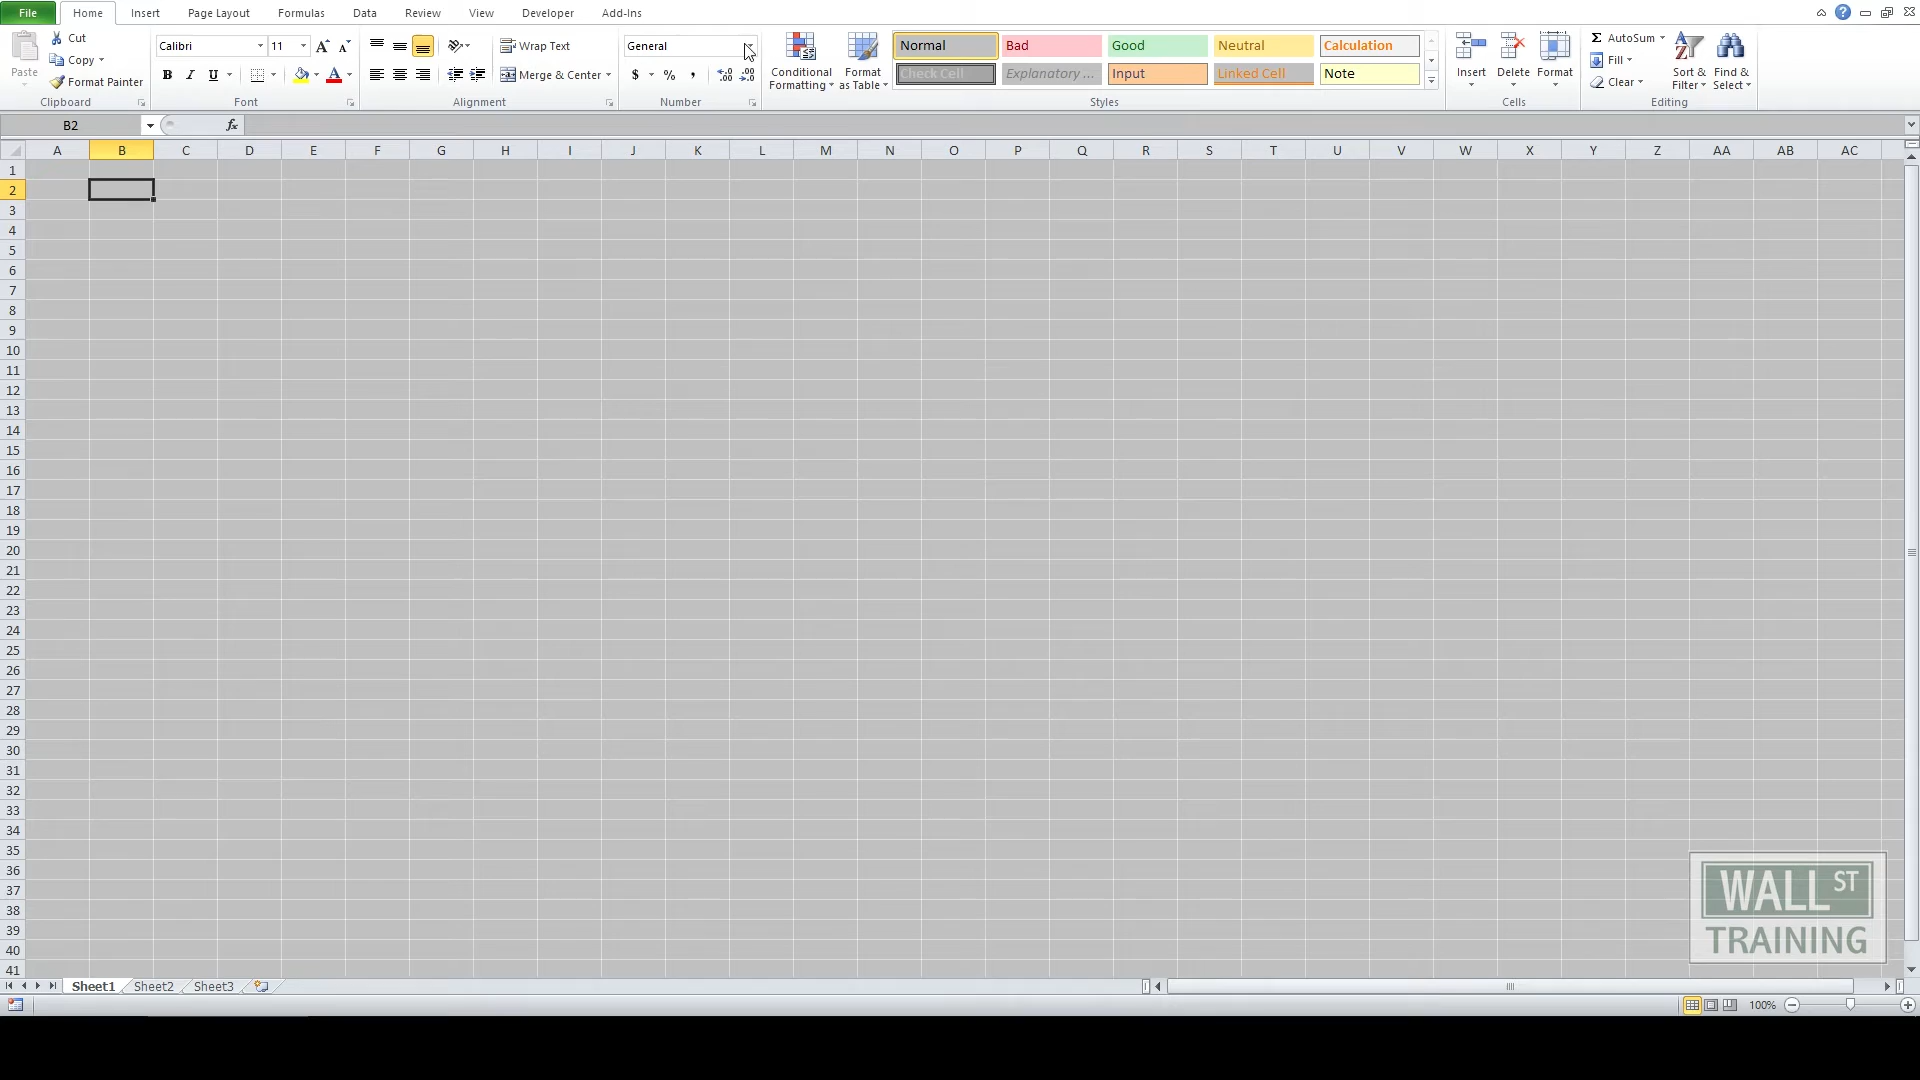 File Home Insert Page Layout Formulas Data Review View Developer Add-Ins
Paste Cut Copy Format Painter
Clipboard
Calibri 11
B I U
Font
Wrap Text
Merge & Center
Alignment
General
$ % ,
Number
Conditional Formatting
Format as Table
Normal Bad Good Neutral Calculation
Check Cell Explanatory ... Input Linked Cell Note
Styles
Insert Delete Format
Cells
Σ AutoSum
Fill
Clear
Sort & Filter
Find & Select
Editing
B2 fx
A B C D E F G H I J K L M N O P Q R S T U V W X Y Z AA AB AC
1
2
3
4
5
6
7
8
9
10
11
12
13
14
15
16
17
18
19
20
21
22
23
24
25
26
27
28
29
30
31
32
33
34
35
36
37
38
39
40
41
WALL ST
TRAINING
Sheet1 Sheet2 Sheet3
100%